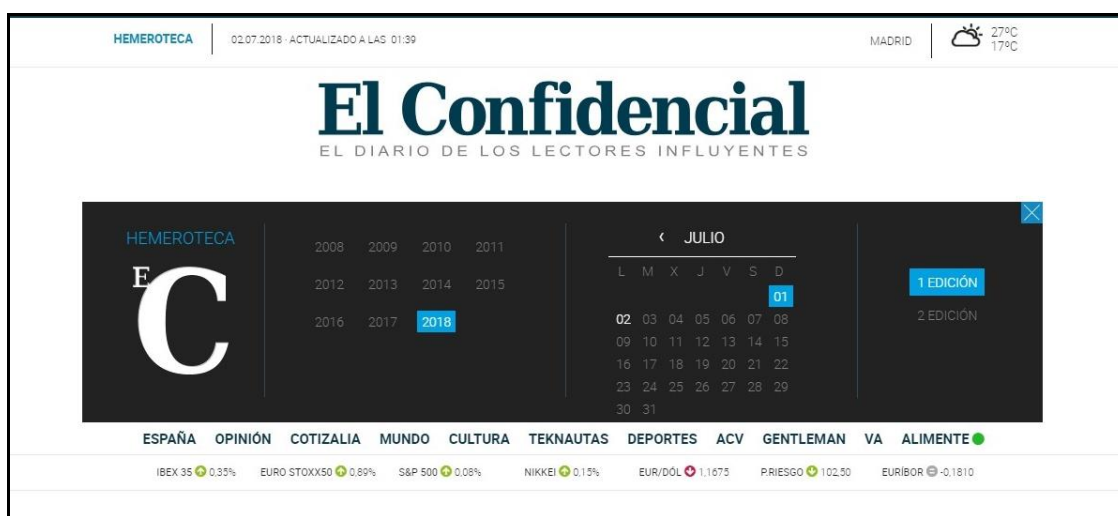 HEMEROTECA 02.07.2018 · ACTUALIZADO A LAS 01:39 MADRID 27ºC
17ºC
El Confidencial
EL DIARIO DE LOS LECTORES INFLUYENTES
HEMEROTECA
E
C
2008 2009 2010 2011
2012 2013 2014 2015
2016 2017 2018
‹ JULIO
L M X J V S D
01
02 03 04 05 06 07 08
09 10 11 12 13 14 15
16 17 18 19 20 21 22
23 24 25 26 27 28 29
30 31
1 EDICIÓN
2 EDICIÓN
ESPAÑA OPINIÓN COTIZALIA MUNDO CULTURA TEKNAUTAS DEPORTES ACV GENTLEMAN VA ALIMENTE
IBEX 35 0,35% EURO STOXX50 0,89% S&P 500 0,08% NIKKEI 0,15% EUR/DÓL 1,1675 P.RIESGO 102,50 EURÍBOR -0,1810